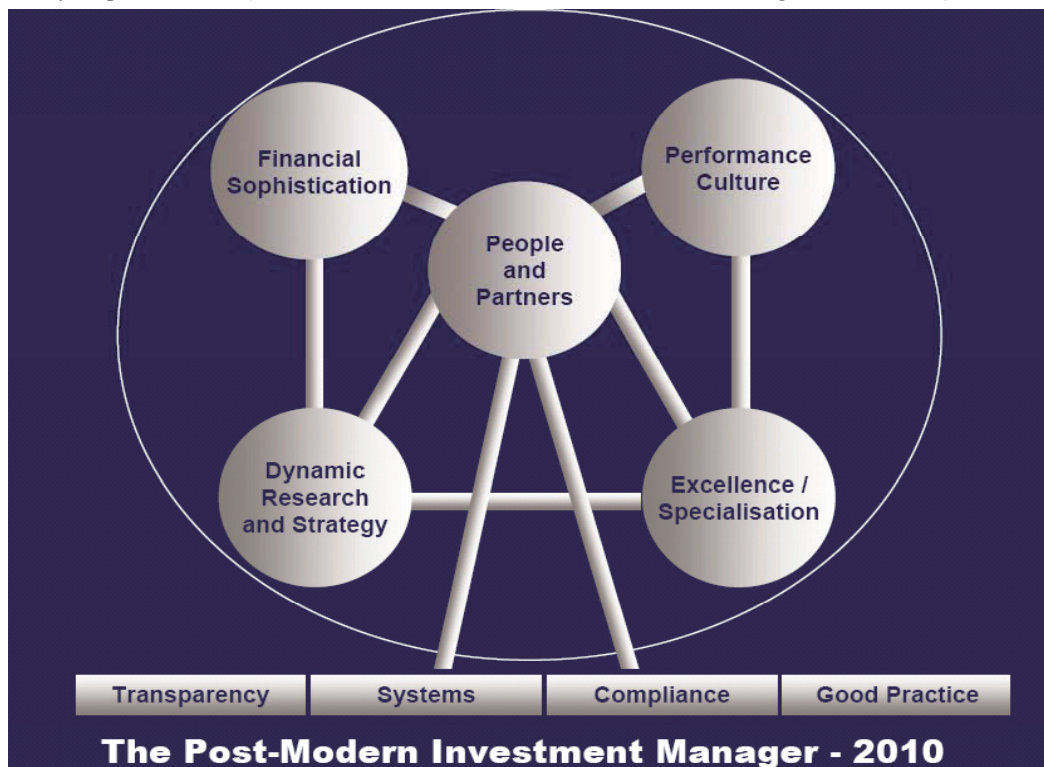 Financial
Sophistication
Performance
Culture
People
and
Partners
Dynamic
Research
and Strategy
Excellence /
Specialisation
Transparency
Systems
Compliance
Good Practice
The Post-Modern Investment Manager - 2010